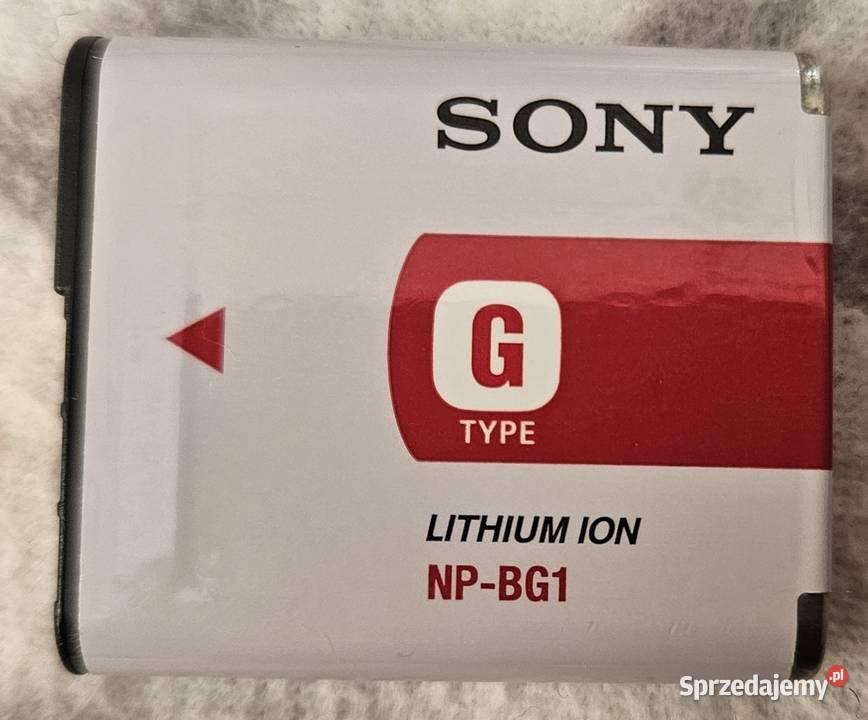 SONY
G
TYPE
LITHIUM ION
NP-BG1
Sprzedajemy.pl